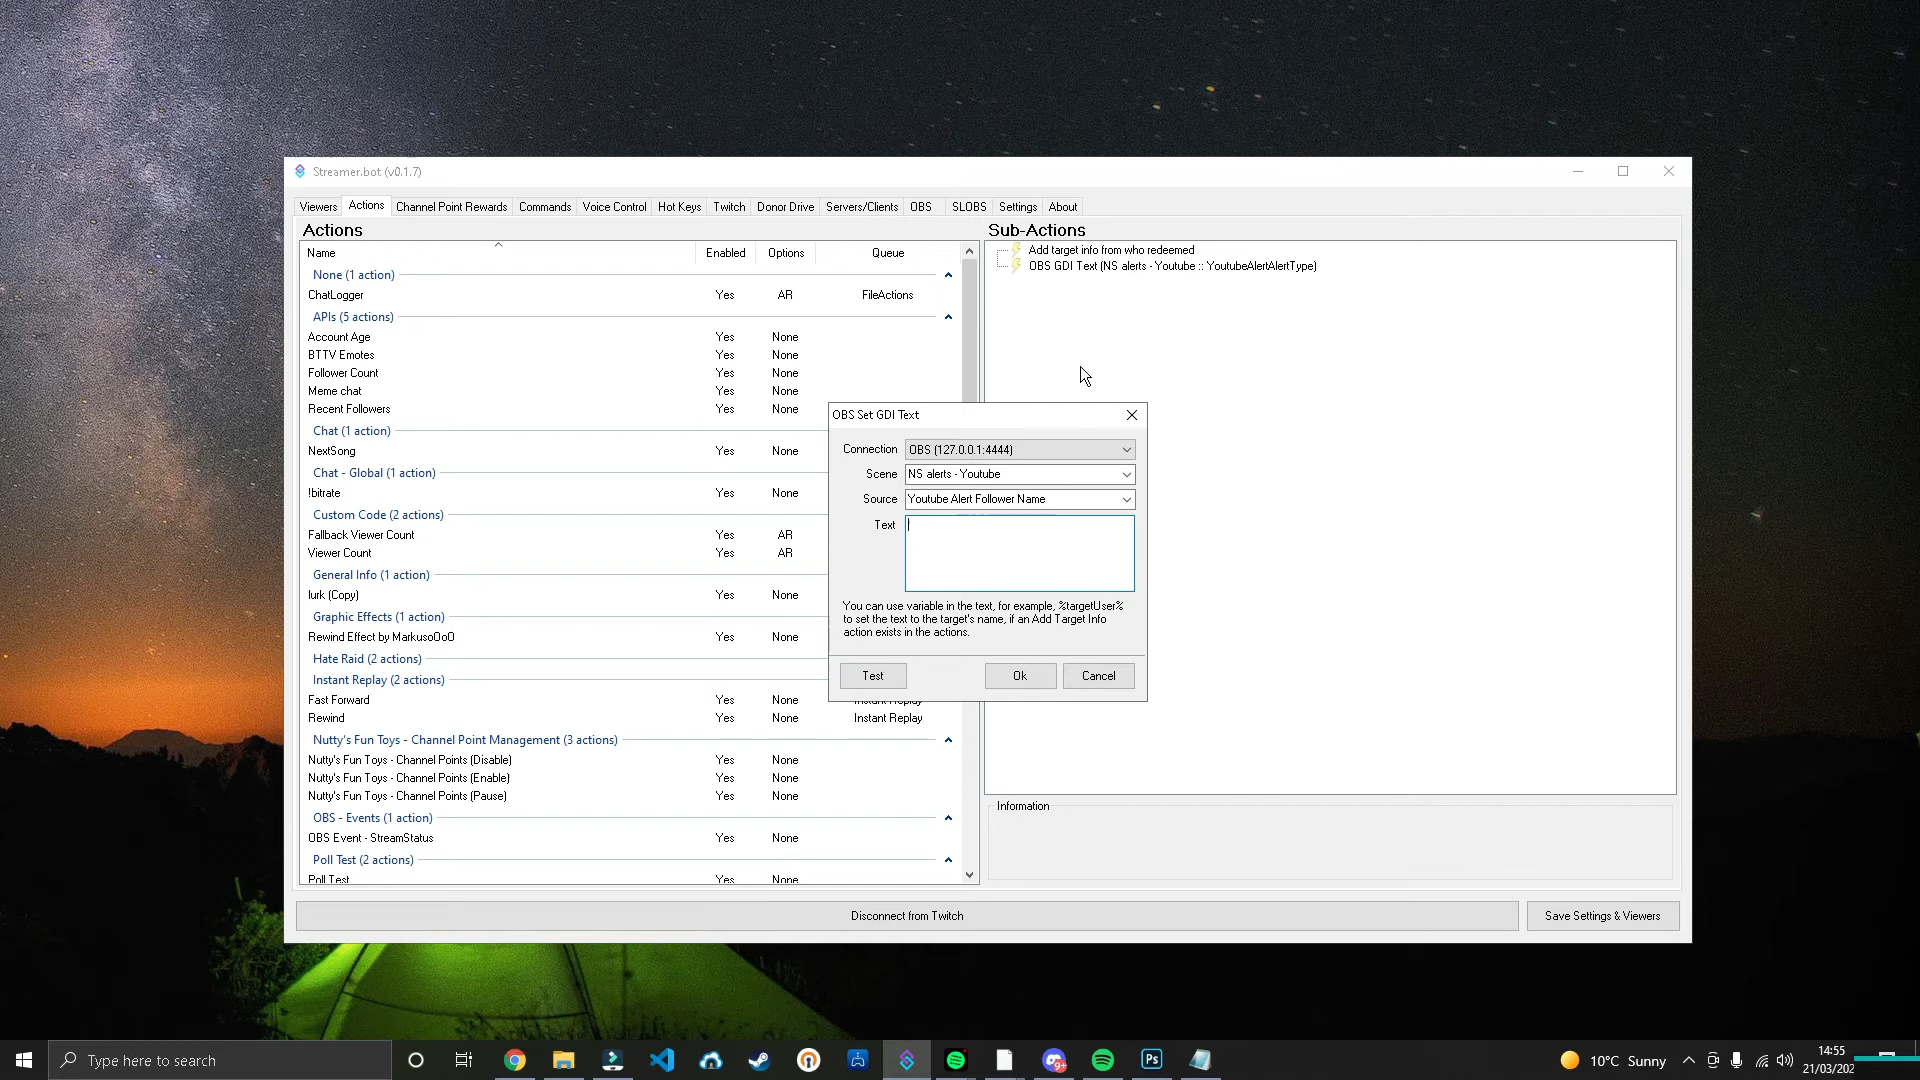 Streamer.bot (v0.1.7)
Viewers Actions Channel Point Rewards Commands Voice Control Hot Keys Twitch Donor Drive Servers/Clients OBS SLOBS Settings About
Actions
Name Enabled Options Queue
None (1 action)
ChatLogger Yes AR FileActions
APIs (5 actions)
Account Age Yes None
BTTV Emotes Yes None
Follower Count Yes None
Meme chat Yes None
Recent Followers Yes None
Chat (1 action)
NextSong Yes None
Chat - Global (1 action)
!bitrate Yes None
Custom Code (2 actions)
Fallback Viewer Count Yes AR
Viewer Count Yes AR
General Info (1 action)
lurk (Copy) Yes None
Graphic Effects (1 action)
Rewind Effect by MarkusoOoO Yes None
Hate Raid (2 actions)
Instant Replay (2 actions)
Fast Forward Yes None Instant Replay
Rewind Yes None Instant Replay
Nutty's Fun Toys - Channel Point Management (3 actions)
Nutty's Fun Toys - Channel Points (Disable) Yes None
Nutty's Fun Toys - Channel Points (Enable) Yes None
Nutty's Fun Toys - Channel Points (Pause) Yes None
OBS - Events (1 action)
OBS Event - StreamStatus Yes None
Poll Test (2 actions)
Poll Test Yes None
Sub-Actions
Add target info from who redeemed
OBS GDI Text (NS alerts - Youtube :: YoutubeAlertAlertType)
OBS Set GDI Text
Connection OBS (127.0.0.1:4444)
Scene NS alerts - Youtube
Source Youtube Alert Follower Name
Text
You can use variable in the text, for example, %targetUser%
to set the text to the target's name, if an Add Target Info
action exists in the actions.
Test Ok Cancel
Information
Disconnect from Twitch Save Settings & Viewers
Type here to search
Ps
9+
10°C Sunny
14:55
21/03/202